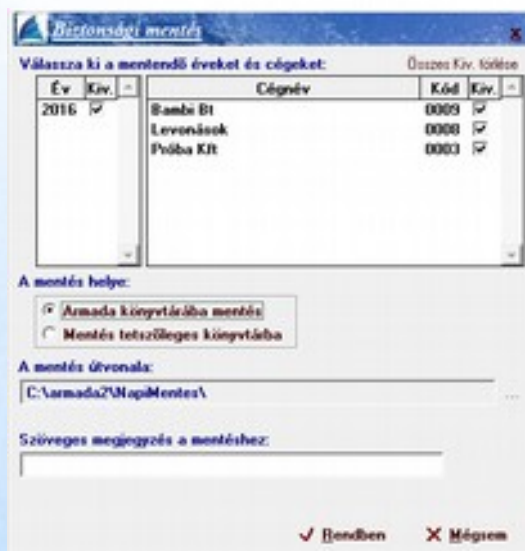 Biztonsági mentés
Válassza ki a mentendő éveket és cégeket: Összes Kiv. törlése
Év Kiv. Cégnév Kód Kiv.
2016 Bambi Bt 0009
Levonások 0008
Próba Kft 0003
A mentés helye:
Armada könyvtárába mentés
Mentés tetszőleges könyvtárba
A mentés útvonala:
C:\armada2\NapiMentes\
...
Szöveges megjegyzés a mentéshez:
Rendben Mégsem